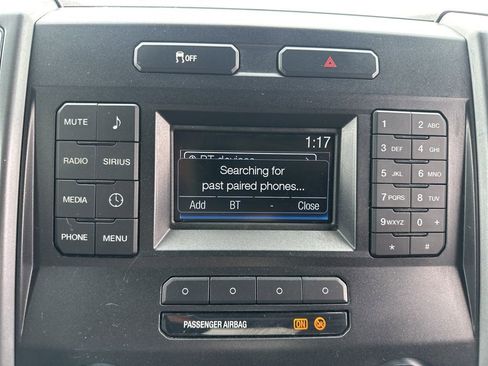 OFF
1:17
BT devices
Searching for
past paired phones...
Add BT - Close
MUTE
RADIO SIRIUS
MEDIA
PHONE MENU
1 2 ABC
3 DEF 4 GHI
5 JKL 6 MNO
7 PQRS 8 TUV
9 WXYZ 0 +
* #
PASSENGER AIRBAG ON